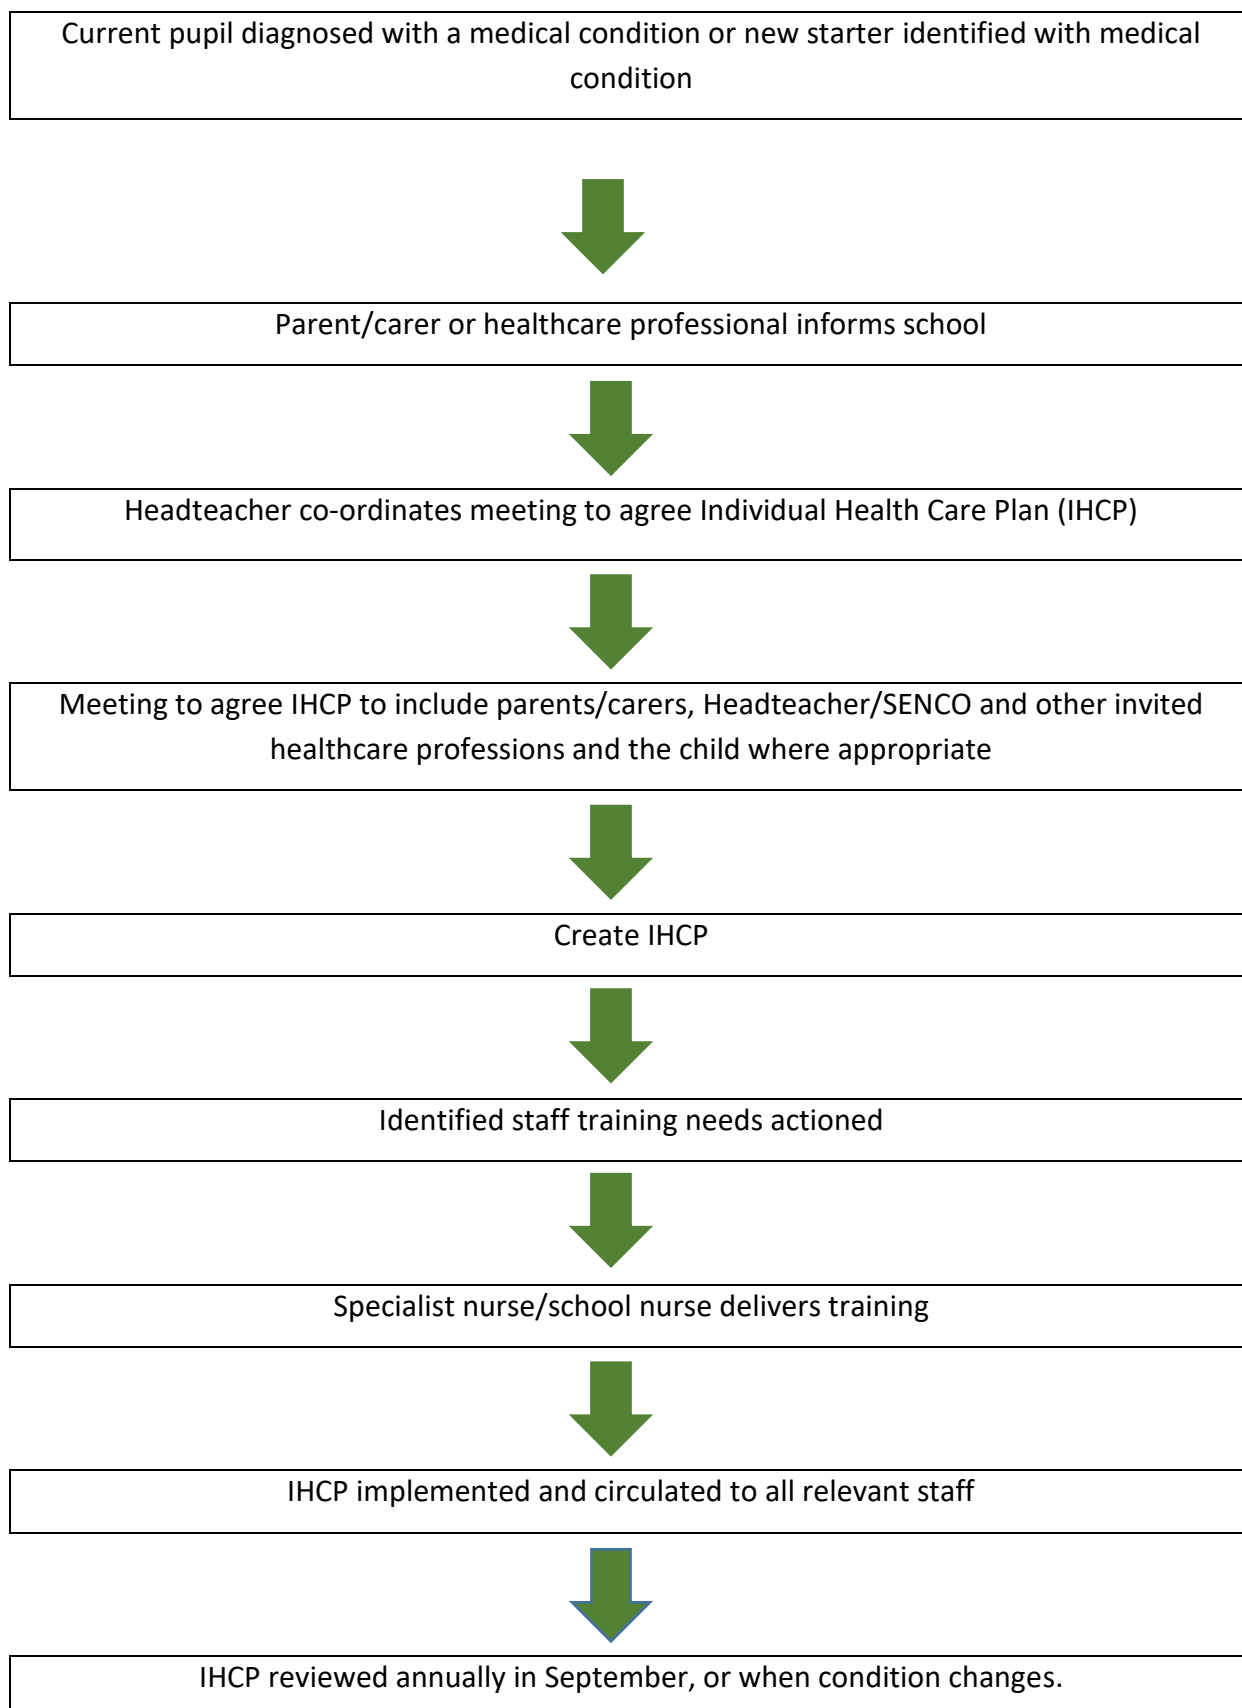 Current pupil diagnosed with a medical condition or new starter identified with medical
condition
Parent/carer or healthcare professional informs school
Headteacher co-ordinates meeting to agree Individual Health Care Plan (IHCP)
Meeting to agree IHCP to include parents/carers, Headteacher/SENCO and other invited
healthcare professions and the child where appropriate
Create IHCP
Identified staff training needs actioned
Specialist nurse/school nurse delivers training
IHCP implemented and circulated to all relevant staff
IHCP reviewed annually in September, or when condition changes.